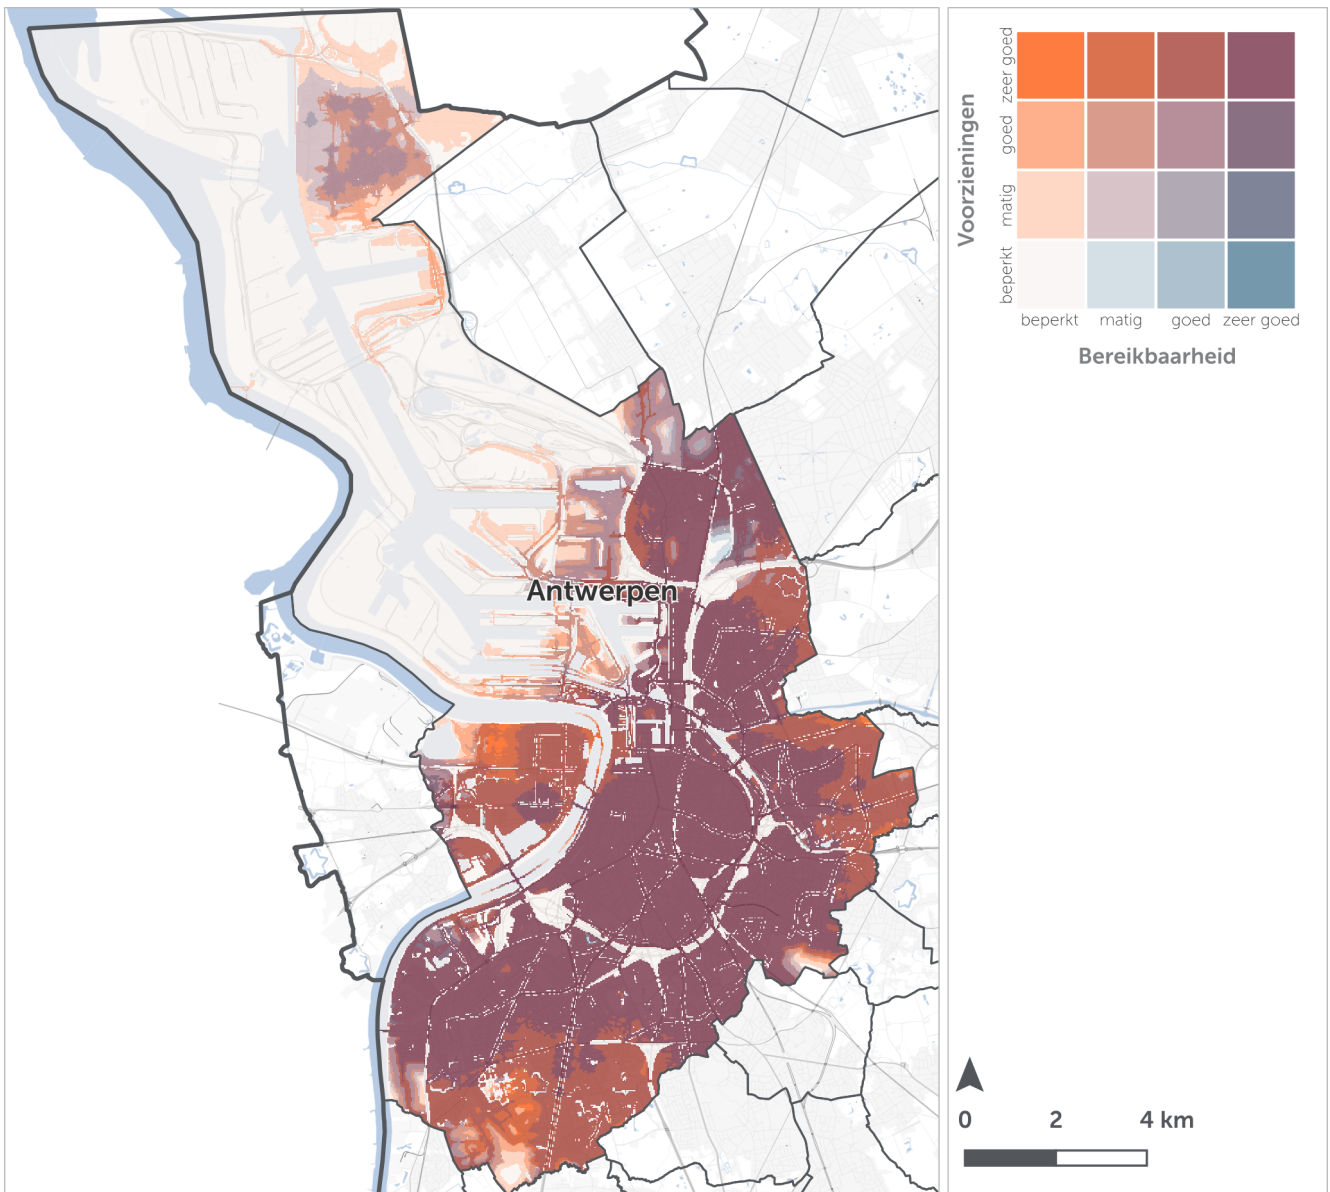 Antwerpen
Voorzieningen
zeer goed
goed
matig
beperkt
beperkt matig goed zeer goed
Bereikbaarheid
0 2 4 km